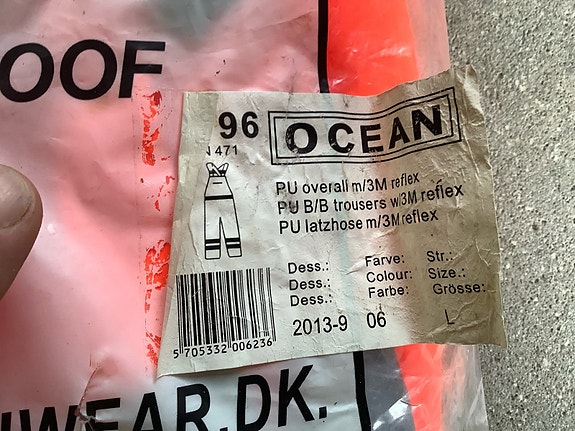 OOF
96
OCEAN
1471
PU overall m/3M reflex
PU B/B trousers w/3M reflex
PU latzhose m/3M reflex
Dess.: Farve: Str.:
Dess.: Colour: Size.:
Dess.: Farbe: Grösse:
2013-9 06 L
5 705332 006236
WEAR.DK.